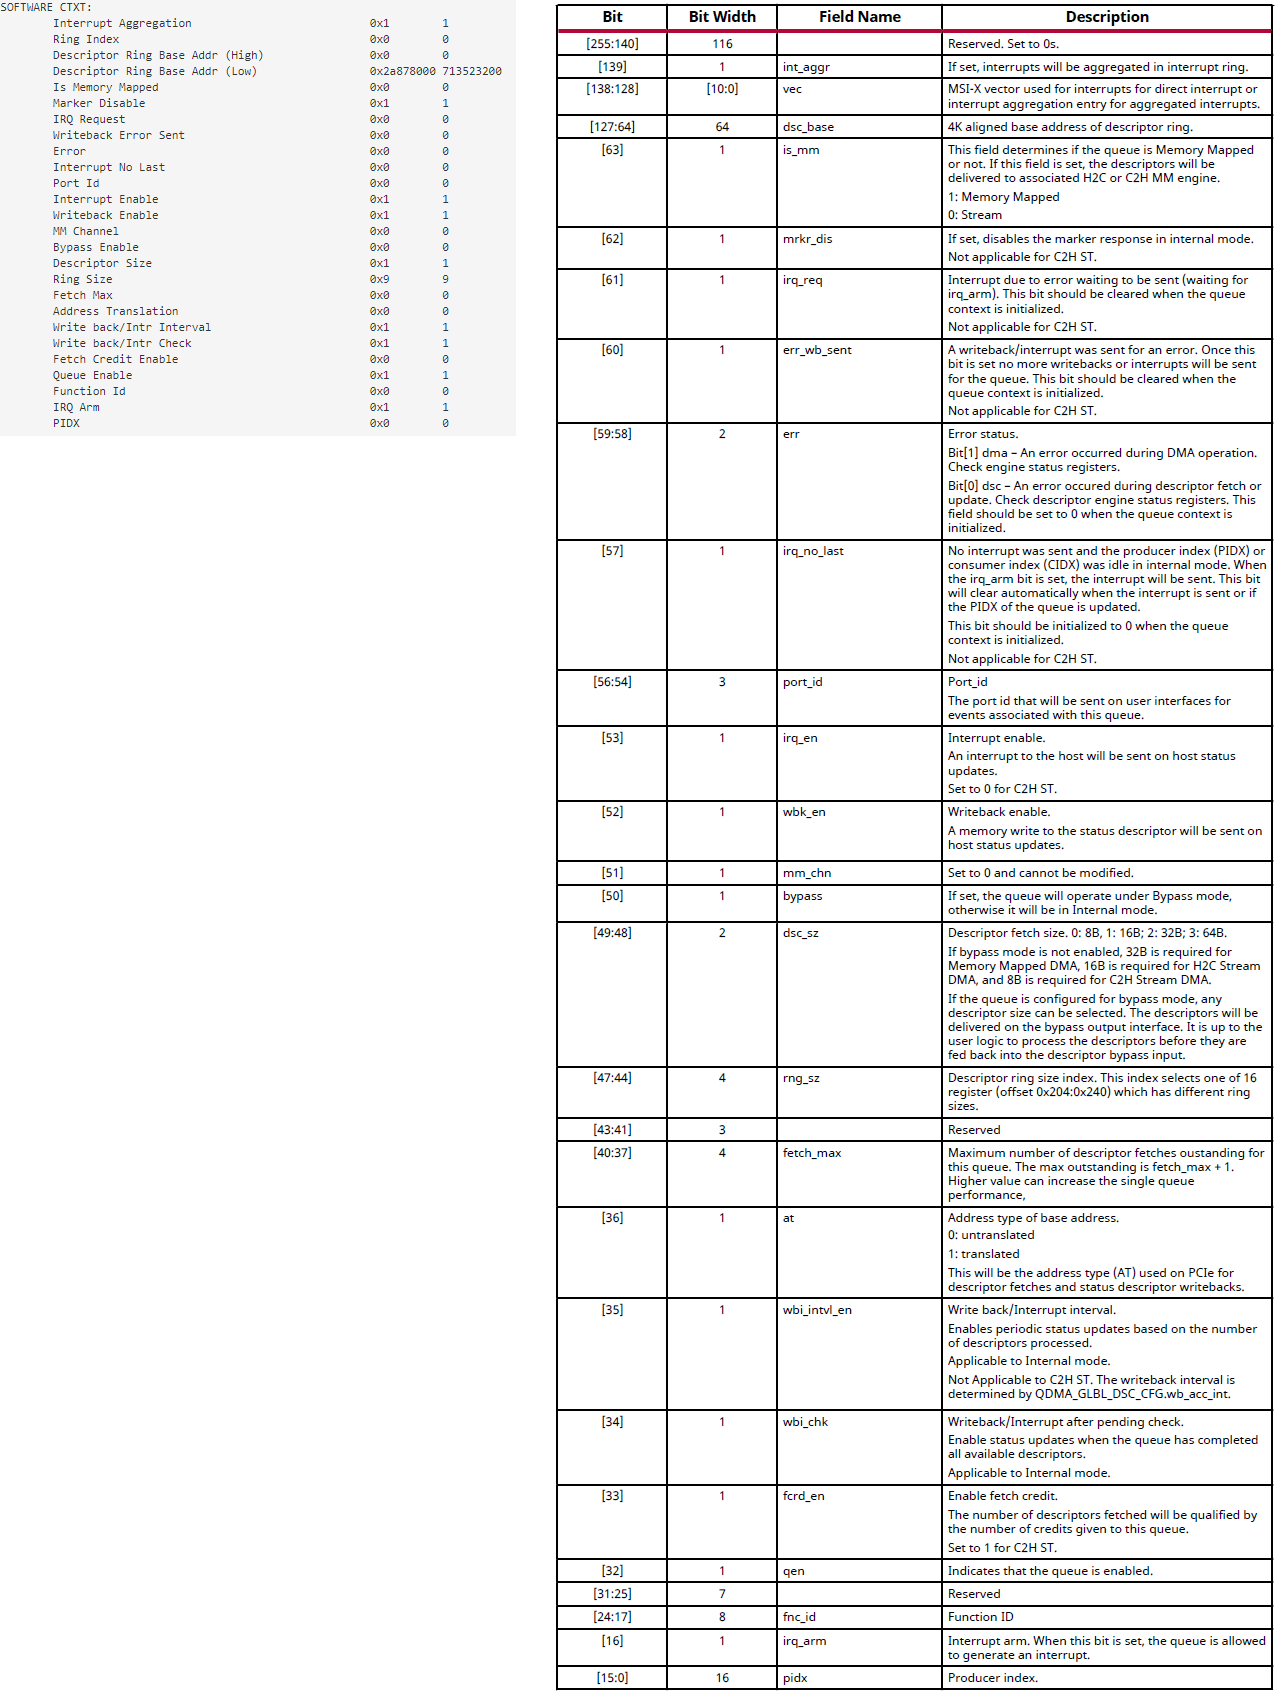 SOFTWARE CTXT:
Interrupt Aggregation 0x1 1
Ring Index 0x0 0
Descriptor Ring Base Addr (High) 0x0 0
Descriptor Ring Base Addr (Low) 0x2a878000 713523200
Is Memory Mapped 0x0 0
Marker Disable 0x1 1
IRQ Request 0x0 0
Writeback Error Sent 0x0 0
Error 0x0 0
Interrupt No Last 0x0 0
Port Id 0x0 0
Interrupt Enable 0x1 1
Writeback Enable 0x1 1
MM Channel 0x0 0
Bypass Enable 0x0 0
Descriptor Size 0x1 1
Ring Size 0x9 9
Fetch Max 0x0 0
Address Translation 0x0 0
Write back/Intr Interval 0x1 1
Write back/Intr Check 0x1 1
Fetch Credit Enable 0x0 0
Queue Enable 0x1 1
Function Id 0x0 0
IRQ Arm 0x1 1
PIDX 0x0 0
Bit Bit Width Field Name Description
[255:140] 116 Reserved. Set to 0s.
[139] 1 int_aggr If set, interrupts will be aggregated in interrupt ring.
[138:128] [10:0] vec MSI-X vector used for interrupts for direct interrupt or
interrupt aggregation entry for aggregated interrupts.
[127:64] 64 dsc_base 4K aligned base address of descriptor ring.
[63] 1 is_mm This field determines if the queue is Memory Mapped
or not. If this field is set, the descriptors will be
delivered to associated H2C or C2H MM engine.
1: Memory Mapped
0: Stream
[62] 1 mrkr_dis If set, disables the marker response in internal mode.
Not applicable for C2H ST.
[61] 1 irq_req Interrupt due to error waiting to be sent (waiting for
irq_arm). This bit should be cleared when the queue
context is initialized.
Not applicable for C2H ST.
[60] 1 err_wb_sent A writeback/interrupt was sent for an error. Once this
bit is set no more writebacks or interrupts will be sent
for the queue. This bit should be cleared when the
queue context is initialized.
Not applicable for C2H ST.
[59:58] 2 err Error status.
Bit[1] dma – An error occurred during DMA operation.
Check engine status registers.
Bit[0] dsc – An error occured during descriptor fetch or
update. Check descriptor engine status registers. This
field should be set to 0 when the queue context is
initialized.
[57] 1 irq_no_last No interrupt was sent and the producer index (PIDX) or
consumer index (CIDX) was idle in internal mode. When
the irq_arm bit is set, the interrupt will be sent. This bit
will clear automatically when the interrupt is sent or if
the PIDX of the queue is updated.
This bit should be initialized to 0 when the queue
context is initialized.
Not applicable for C2H ST.
[56:54] 3 port_id Port_id
The port id that will be sent on user interfaces for
events associated with this queue.
[53] 1 irq_en Interrupt enable.
An interrupt to the host will be sent on host status
updates.
Set to 0 for C2H ST.
[52] 1 wbk_en Writeback enable.
A memory write to the status descriptor will be sent on
host status updates.
[51] 1 mm_chn Set to 0 and cannot be modified.
[50] 1 bypass If set, the queue will operate under Bypass mode,
otherwise it will be in Internal mode.
[49:48] 2 dsc_sz Descriptor fetch size. 0: 8B, 1: 16B; 2: 32B; 3: 64B.
If bypass mode is not enabled, 32B is required for
Memory Mapped DMA, 16B is required for H2C Stream
DMA, and 8B is required for C2H Stream DMA.
If the queue is configured for bypass mode, any
descriptor size can be selected. The descriptors will be
delivered on the bypass output interface. It is up to the
user logic to process the descriptors before they are
fed back into the descriptor bypass input.
[47:44] 4 rng_sz Descriptor ring size index. This index selects one of 16
register (offset 0x204:0x240) which has different ring
sizes.
[43:41] 3 Reserved
[40:37] 4 fetch_max Maximum number of descriptor fetches oustanding for
this queue. The max outstanding is fetch_max + 1.
Higher value can increase the single queue
performance,
[36] 1 at Address type of base address.
0: untranslated
1: translated
This will be the address type (AT) used on PCIe for
descriptor fetches and status descriptor writebacks.
[35] 1 wbi_intvl_en Write back/Interrupt interval.
Enables periodic status updates based on the number
of descriptors processed.
Applicable to Internal mode.
Not Applicable to C2H ST. The writeback interval is
determined by QDMA_GLBL_DSC_CFG.wb_acc_int.
[34] 1 wbi_chk Writeback/Interrupt after pending check.
Enable status updates when the queue has completed
all available descriptors.
Applicable to Internal mode.
[33] 1 fcrd_en Enable fetch credit.
The number of descriptors fetched will be qualified by
the number of credits given to this queue.
Set to 1 for C2H ST.
[32] 1 qen Indicates that the queue is enabled.
[31:25] 7 Reserved
[24:17] 8 fnc_id Function ID
[16] 1 irq_arm Interrupt arm. When this bit is set, the queue is allowed
to generate an interrupt.
[15:0] 16 pidx Producer index.